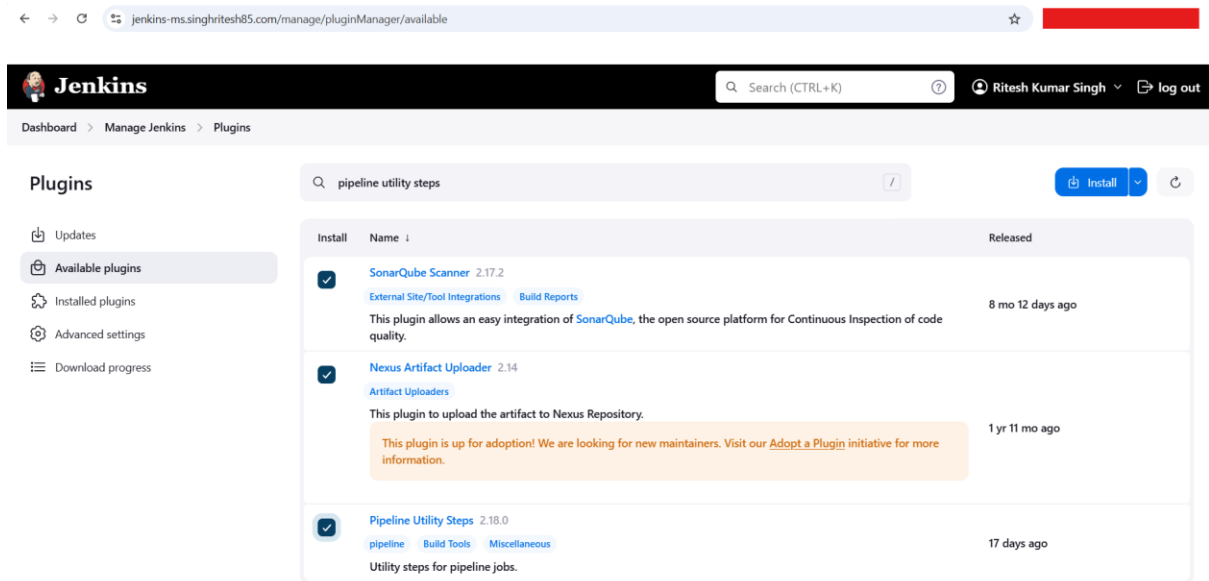 jenkins-ms.singhritesh85.com/manage/pluginManager/available
Jenkins
Search (CTRL+K)
?
Ritesh Kumar Singh
log out
Dashboard > Manage Jenkins > Plugins
Plugins
pipeline utility steps
/
Install
Updates
Available plugins
Installed plugins
Advanced settings
Download progress
Install Name ↓ Released
SonarQube Scanner 2.17.2
External Site/Tool Integrations Build Reports
This plugin allows an easy integration of SonarQube, the open source platform for Continuous Inspection of code
quality.
8 mo 12 days ago
Nexus Artifact Uploader 2.14
Artifact Uploaders
This plugin to upload the artifact to Nexus Repository.
This plugin is up for adoption! We are looking for new maintainers. Visit our Adopt a Plugin initiative for more
information.
1 yr 11 mo ago
Pipeline Utility Steps 2.18.0
pipeline Build Tools Miscellaneous
Utility steps for pipeline jobs.
17 days ago